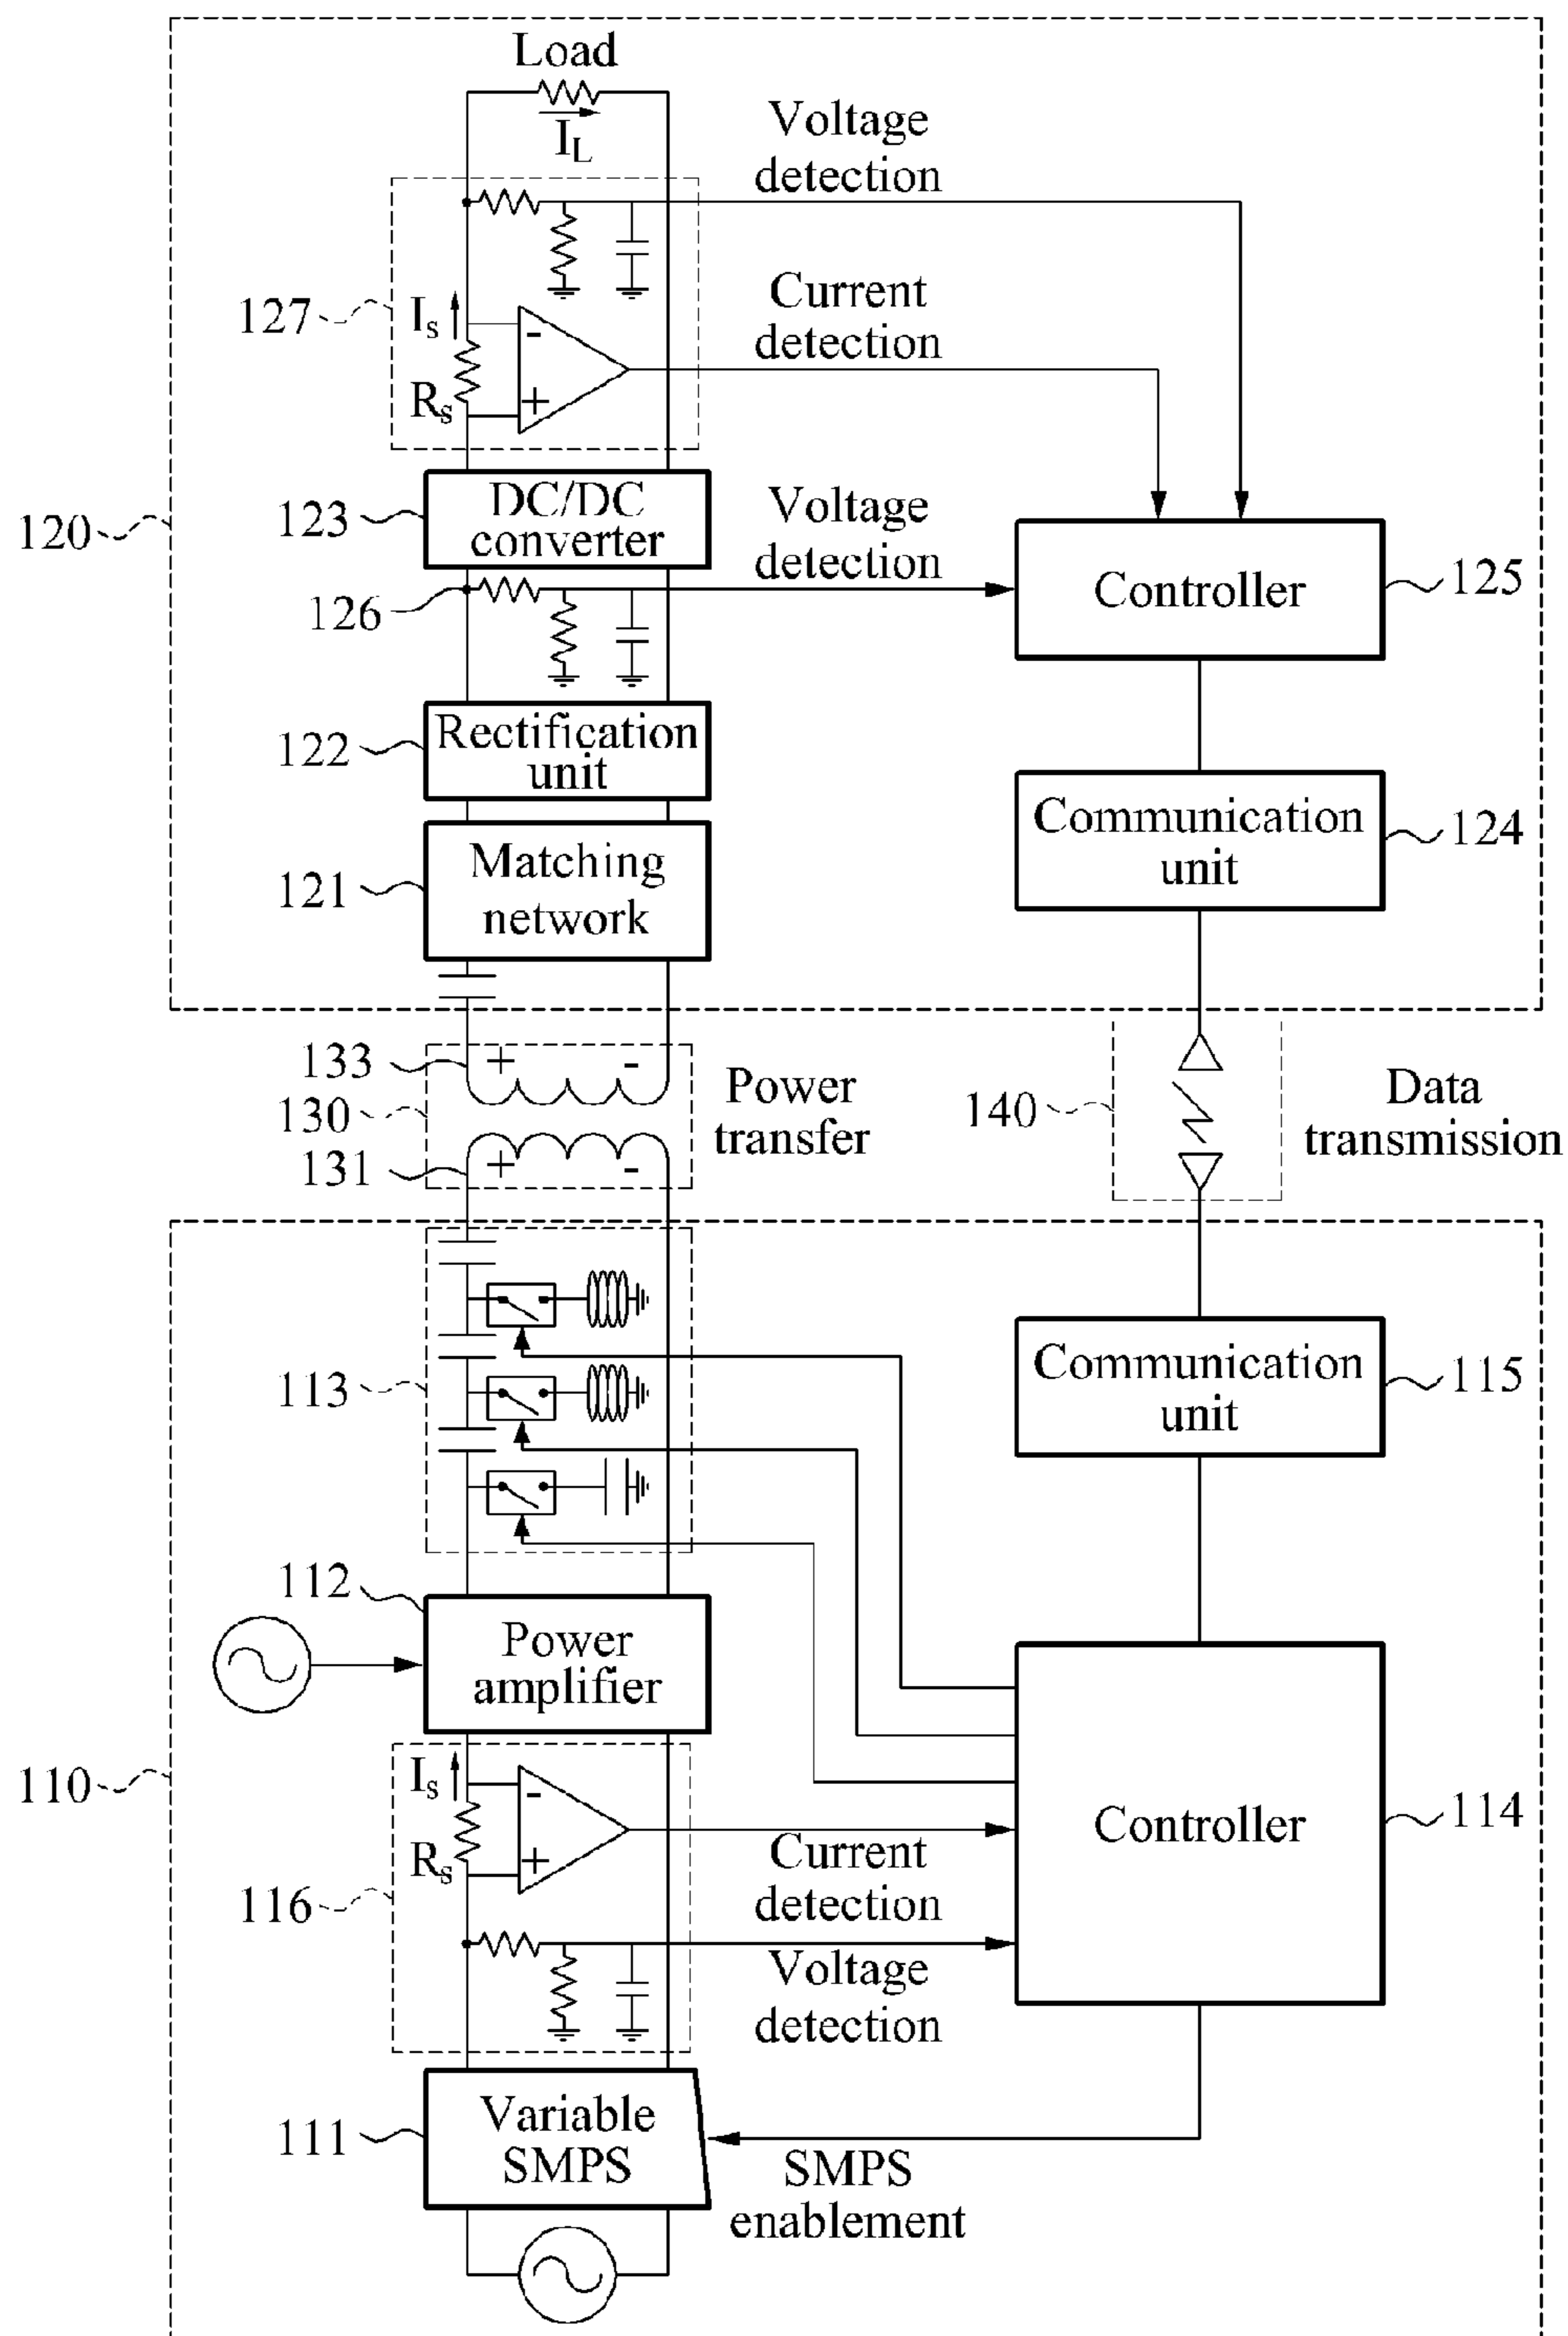 Load
I_L
Voltage
detection
127
I_s
-
Current
detection
R_s
+
123
DC/DC
converter
Voltage
detection
120
126
Controller
125
122
Rectification
unit
121
Matching
network
Communication
unit
124
133
+
-
130
Power
transfer
140
Data
transmission
131
+
-
113
Communication
unit
115
112
Power
amplifier
110
I_s
-
R_s
+
116
Current
detection
Controller
114
Voltage
detection
111
Variable
SMPS
SMPS
enablement